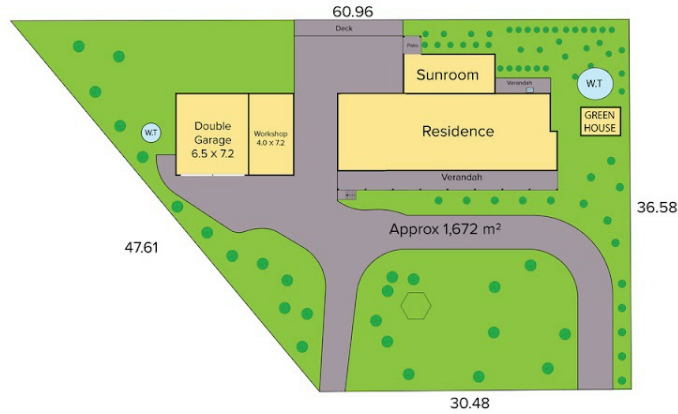 60.96
Deck
Patio
Sunroom
Verandah
W.T
GREEN
HOUSE
W.T
Double
Garage
6.5 x 7.2
Workshop
4.0 x 7.2
Residence
Verandah
36.58
Approx 1,672 m²
47.61
30.48